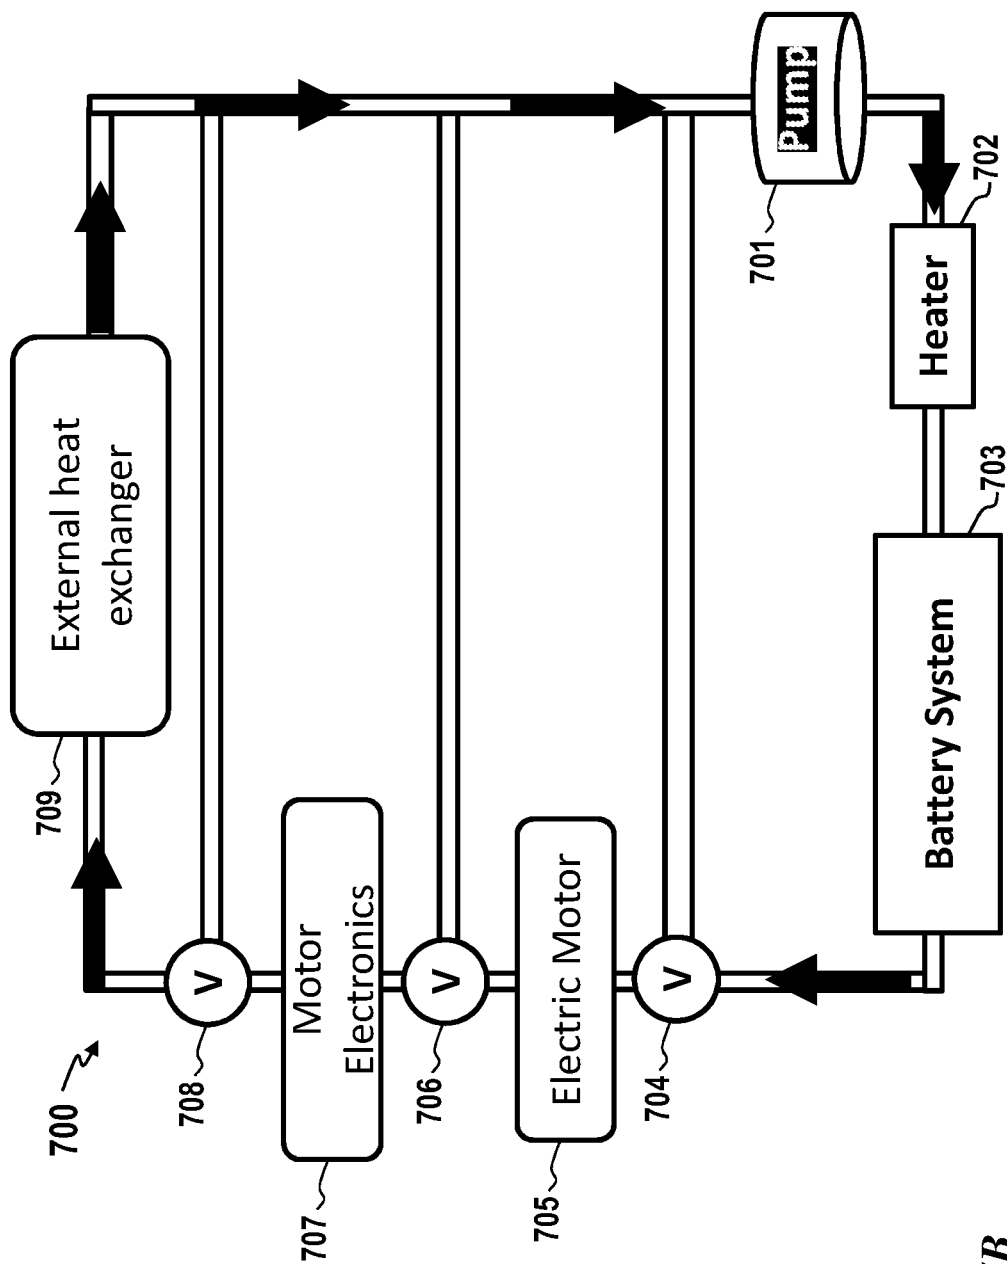 700
709
External heat
exchanger
708
V
707
Motor
Electronics
706
V
705
Electric Motor
704
V
703
Battery System
702
Heater
701
Pump